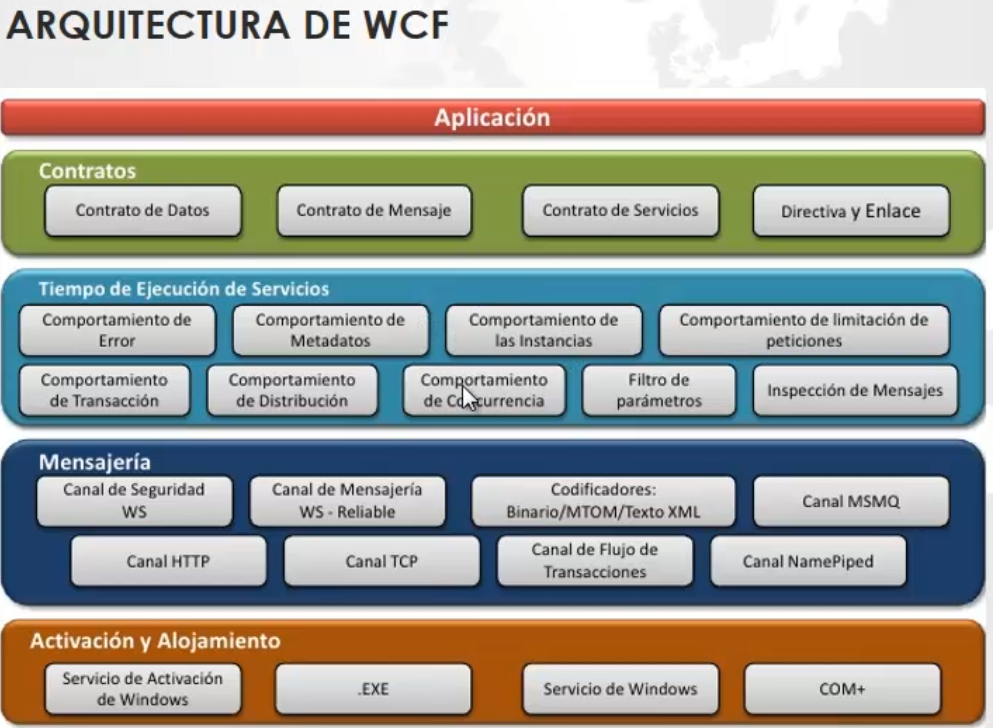 ARQUITECTURA DE WCF
Aplicación
Contratos
Contrato de Datos
Contrato de Mensaje
Contrato de Servicios
Directiva y Enlace
Tiempo de Ejecución de Servicios
Comportamiento de
Error
Comportamiento de
Metadatos
Comportamiento de
las Instancias
Comportamiento de limitación de
peticiones
Comportamiento
de Transacción
Comportamiento
de Distribución
Comportamiento
de Concurrencia
Filtro de
parámetros
Inspección de Mensajes
Mensajería
Canal de Seguridad
WS
Canal de Mensajería
WS - Reliable
Codificadores:
Binario/MTOM/Texto XML
Canal MSMQ
Canal HTTP
Canal TCP
Canal de Flujo de
Transacciones
Canal NamePiped
Activación y Alojamiento
Servicio de Activación
de Windows
.EXE
Servicio de Windows
COM+